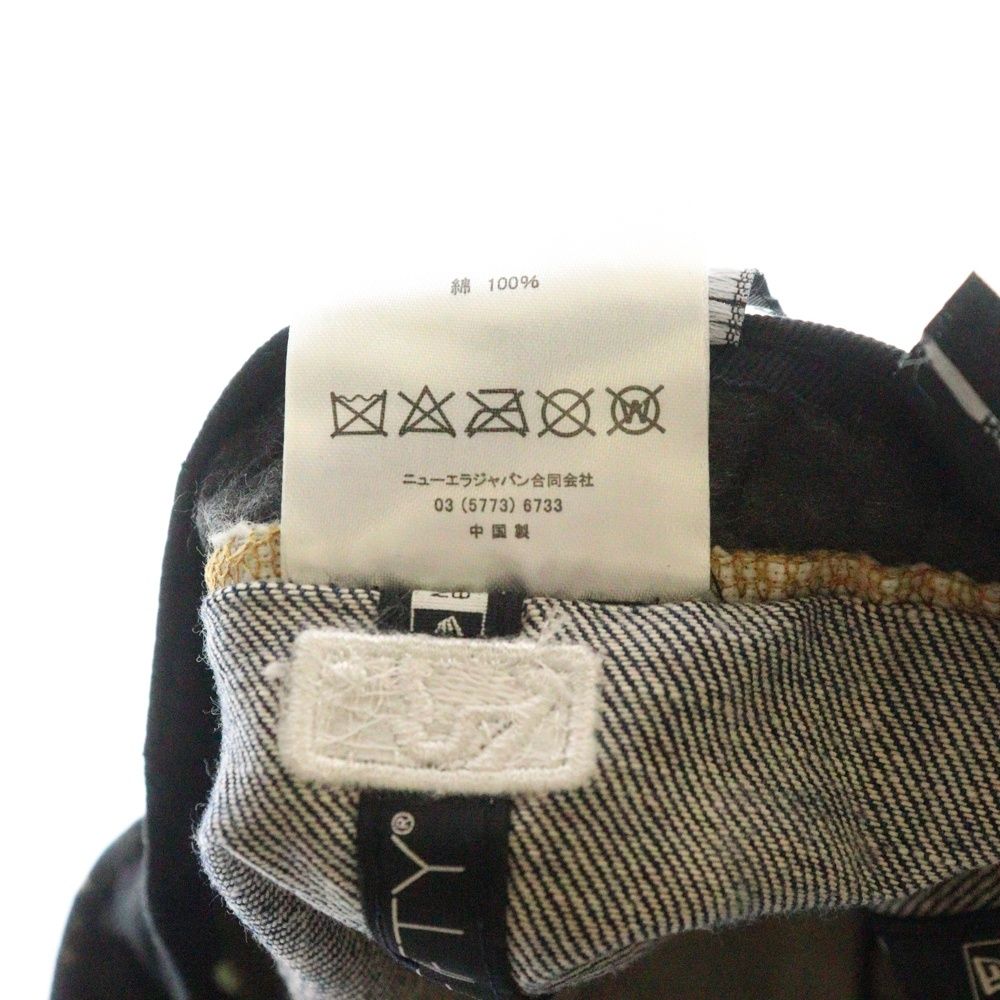 綿 100%
W
ニューエラジャパン合同会社
03 (5773) 6733
中国製
TY®